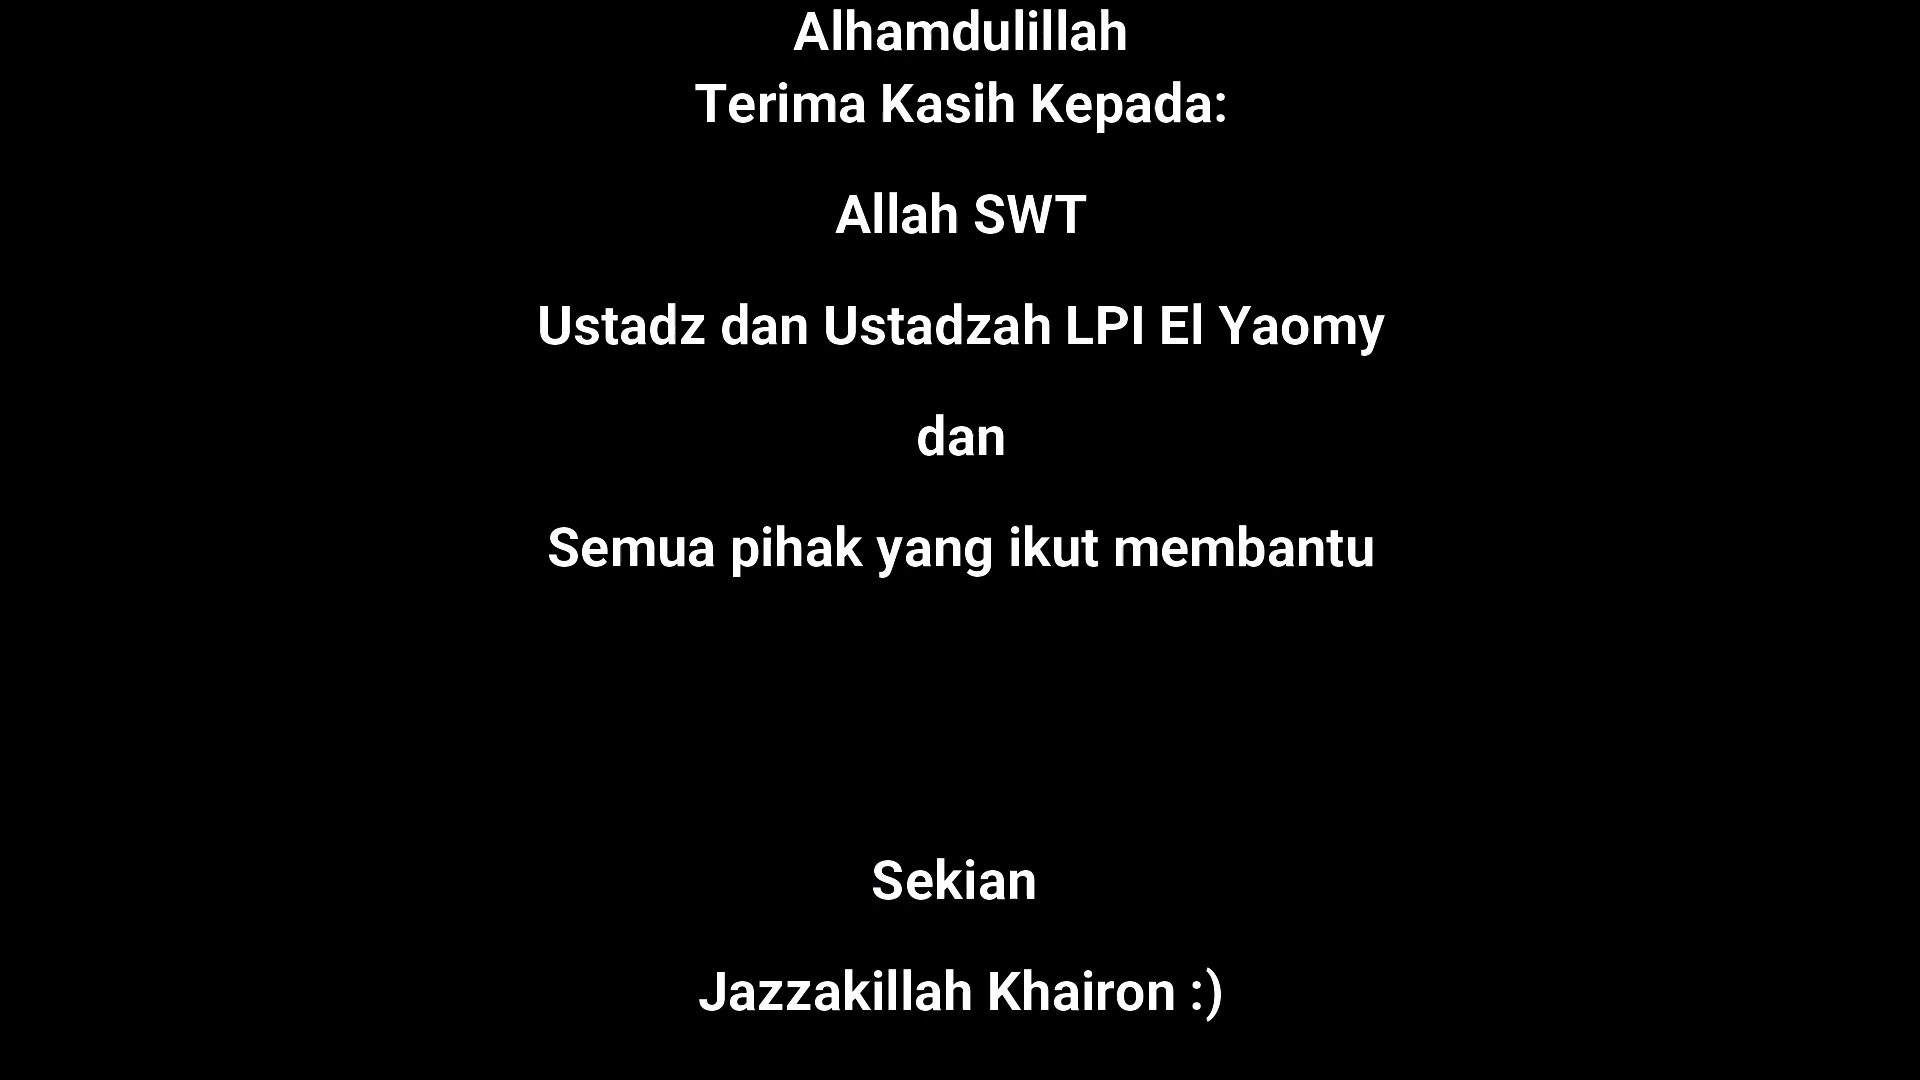 Alhamdulillah
Terima Kasih Kepada:
Allah SWT
Ustadz dan Ustadzah LPI El Yaomy
dan
Semua pihak yang ikut membantu
Sekian
Jazzakillah Khairon :)